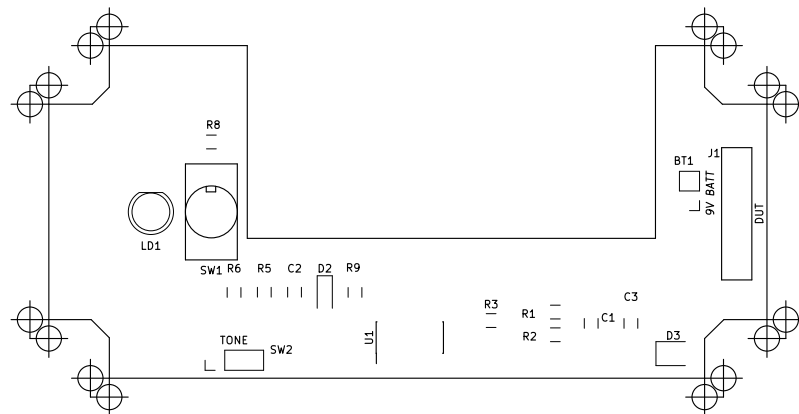 R8
BT1
J1
9V BATT
DUT
LD1
SW1
R6
R5
C2
D2
R9
R3
R1
C3
C1
R2
U1
D3
TONE
SW2